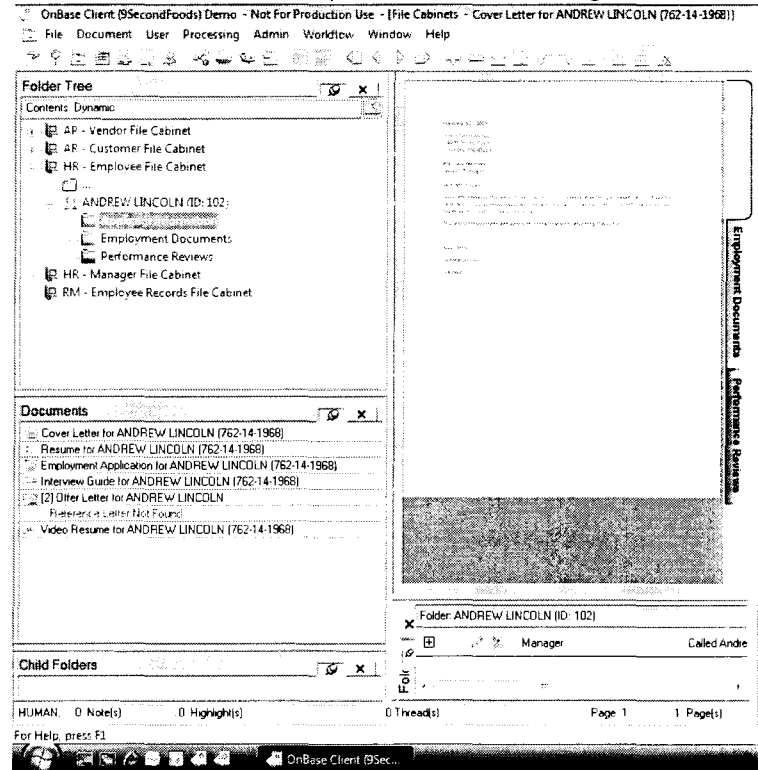 OnBase Client (9SecondFoods) Demo - Not For Production Use - [File Cabinets - Cover Letter for ANDREW LINCOLN (762-14-1968)]
File Document User Processing Admin Workflow Window Help
Folder Tree
Contents Dynamic
AP - Vendor File Cabinet
AR - Customer File Cabinet
HR - Employee File Cabinet
...
ANDREW LINCOLN (ID: 102)
Employment Documents
Performance Reviews
HR - Manager File Cabinet
RM - Employee Records File Cabinet
Employment Documents
Performance Reviews
Documents
Cover Letter for ANDREW LINCOLN (762-14-1968)
Resume for ANDREW LINCOLN (762-14-1968)
Employment Application for ANDREW LINCOLN (762-14-1968)
Interview Guide for ANDREW LINCOLN (762-14-1968)
[2] Offer Letter for ANDREW LINCOLN
Reference Letter Not Found
Video Resume for ANDREW LINCOLN (762-14-1968)
Folder: ANDREW LINCOLN (ID: 102)
Manager Called Andre
Folr
Child Folders
HUMAN. 0 Note(s) 0 Highlight(s) 0 Thread(s) Page 1 1 Page(s)
For Help, press F1
OnBase Client (9Sec...